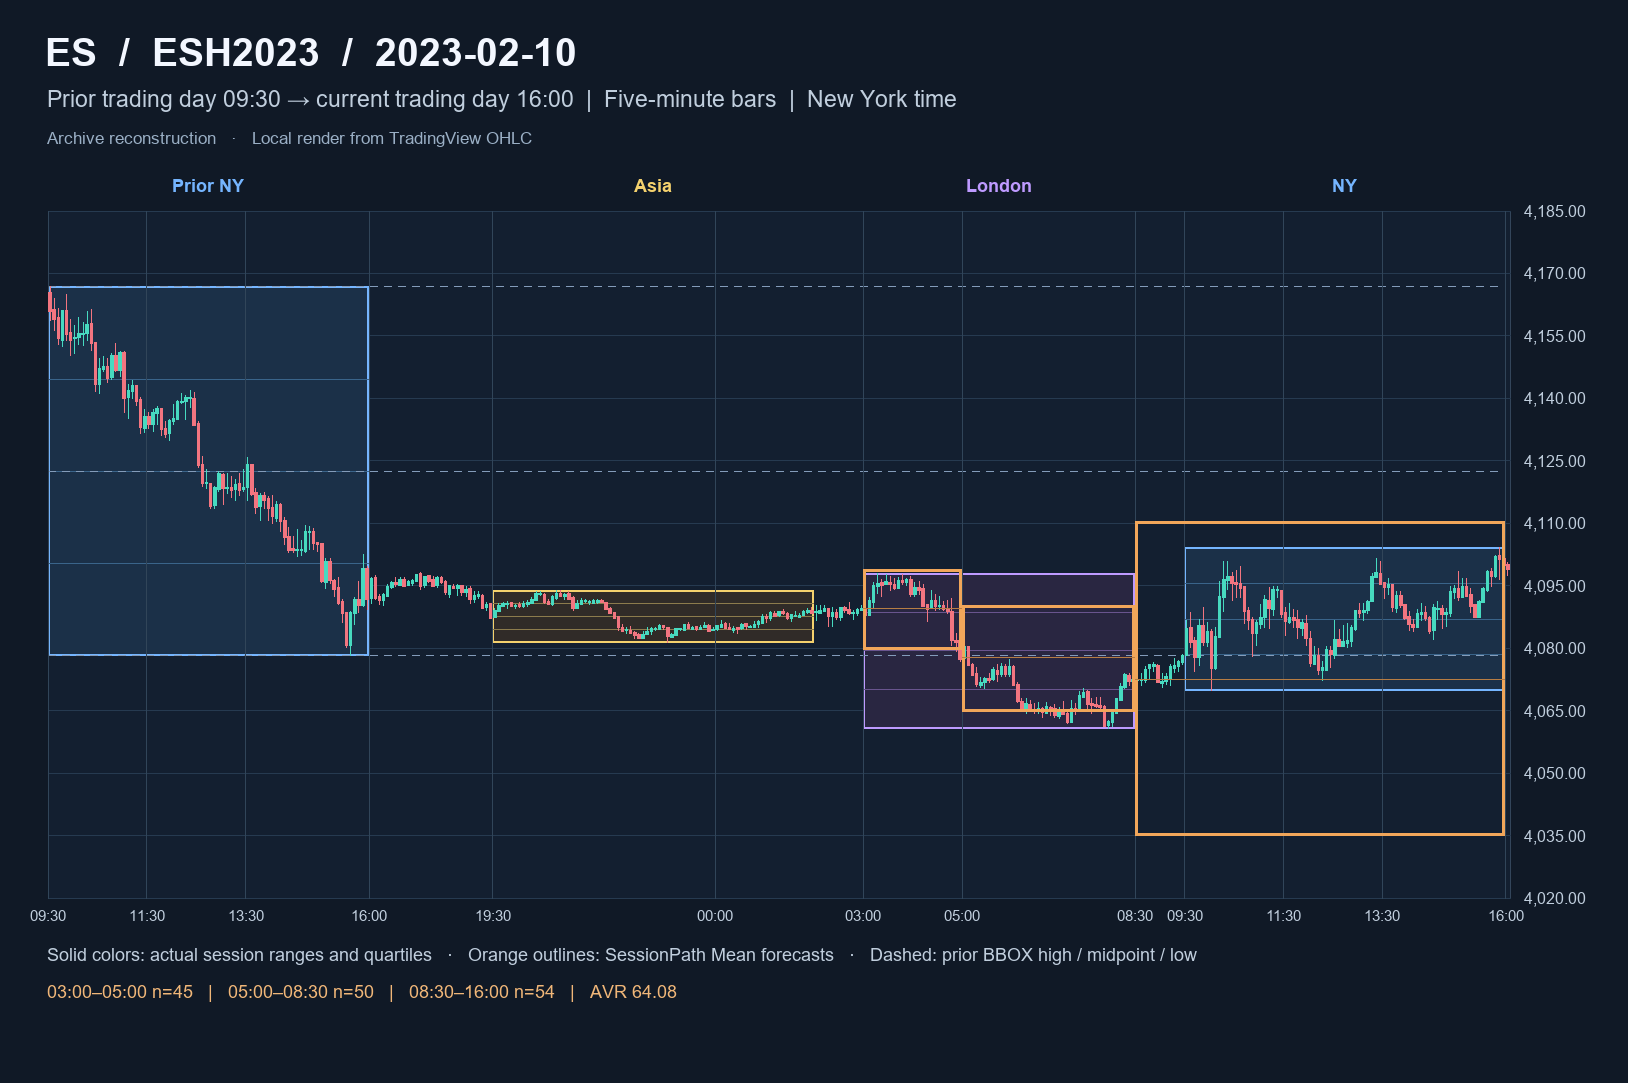 ES / ESH2023 / 2023-02-10
Prior trading day 09:30 → current trading day 16:00 | Five-minute bars | New York time
Archive reconstruction · Local render from TradingView OHLC
Prior NY Asia London NY
4,185.00
4,170.00
4,155.00
4,140.00
4,125.00
4,110.00
4,095.00
4,080.00
4,065.00
4,050.00
4,035.00
4,020.00
09:30 11:30 13:30 16:00 19:30 00:00 03:00 05:00 08:30 09:30 11:30 13:30 16:00
Solid colors: actual session ranges and quartiles · Orange outlines: SessionPath Mean forecasts · Dashed: prior BBOX high / midpoint / low
03:00–05:00 n=45 | 05:00–08:30 n=50 | 08:30–16:00 n=54 | AVR 64.08